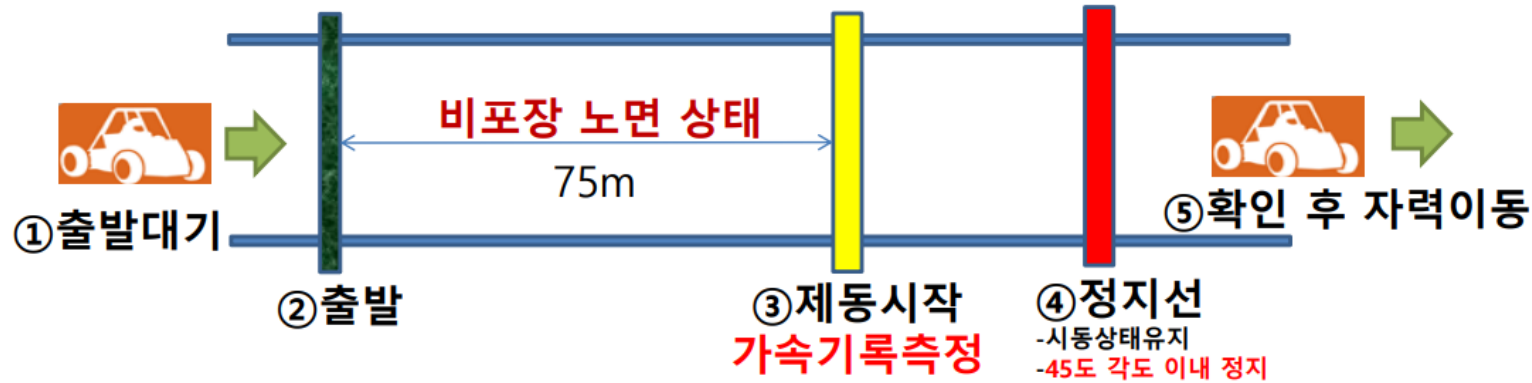 비포장 노면 상태
75m
①출발대기
②출발
③제동시작
가속기록측정
④정지선
-시동상태유지
-45도 각도 이내 정지
⑤확인 후 자력이동